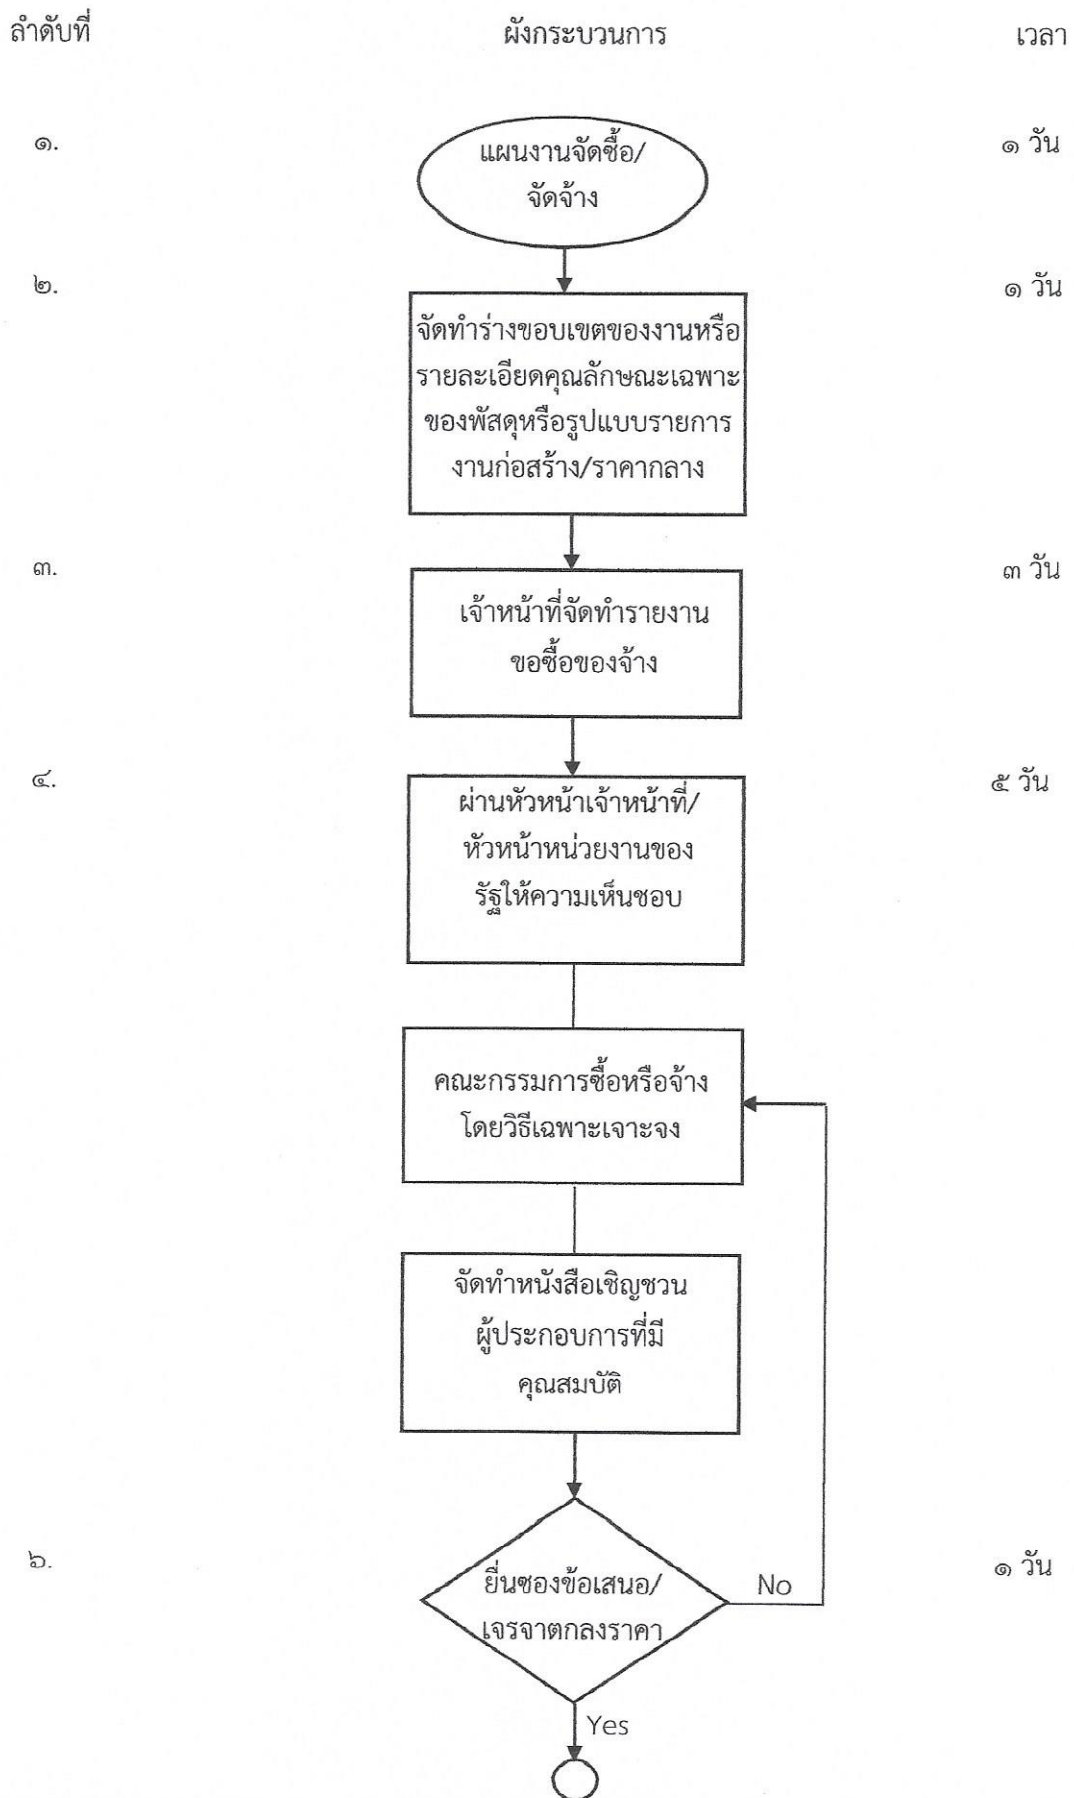 ลำดับที่ ผังกระบวนการ เวลา
๑. แผนงานจัดซื้อ/ ๑ วัน
จัดจ้าง
๒. ๑ วัน
จัดทำร่างขอบเขตของงานหรือ
รายละเอียดคุณลักษณะเฉพาะ
ของพัสดุหรือรูปแบบรายการ
งานก่อสร้าง/ราคากลาง
๓. ๓ วัน
เจ้าหน้าที่จัดทำรายงาน
ขอซื้อของจ้าง
๔. ๕ วัน
ผ่านหัวหน้าเจ้าหน้าที่/
หัวหน้าหน่วยงานของ
รัฐให้ความเห็นชอบ
คณะกรรมการซื้อหรือจ้าง
โดยวิธีเฉพาะเจาะจง
จัดทำหนังสือเชิญชวน
ผู้ประกอบการที่มี
คุณสมบัติ
๖. ๑ วัน
ยื่นซองข้อเสนอ/ No
เจรจาตกลงราคา
Yes